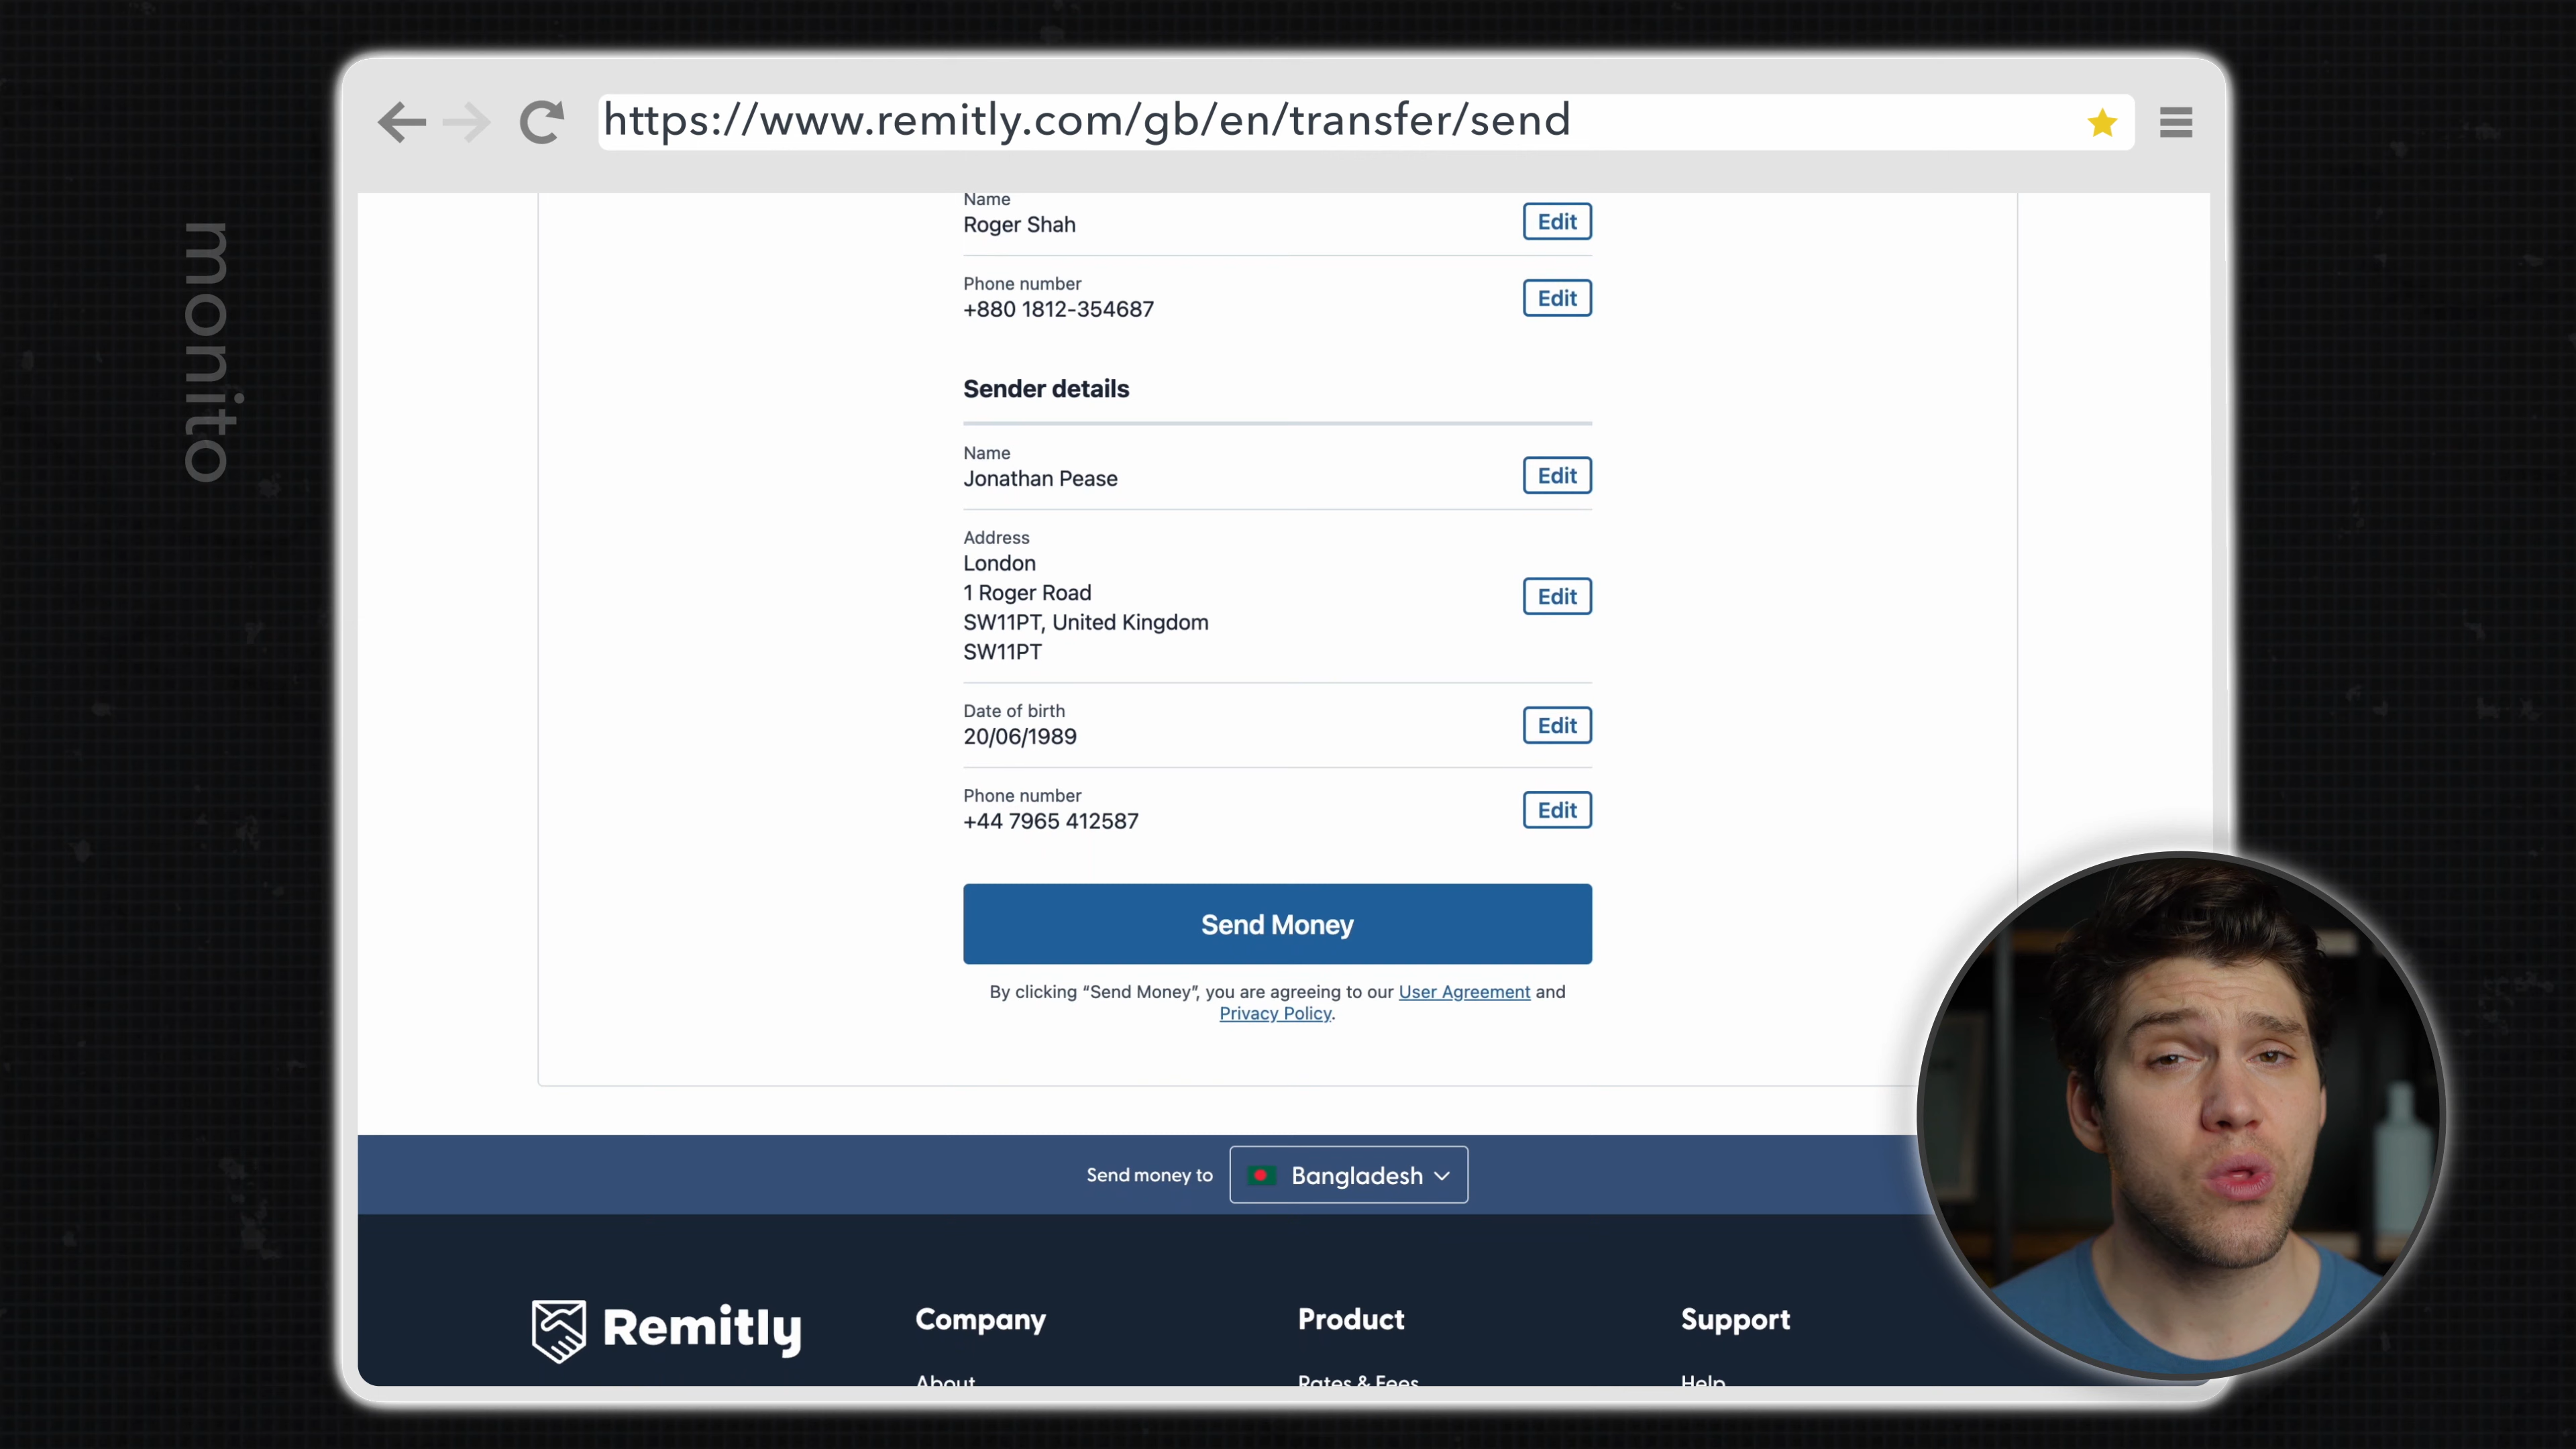 monito
https://www.remitly.com/gb/en/transfer/send
Name
Roger Shah
Edit
Phone number
+880 1812-354687
Edit
Sender details
Name
Jonathan Pease
Edit
Address
London
1 Roger Road
SW11PT, United Kingdom
SW11PT
Edit
Date of birth
20/06/1989
Edit
Phone number
+44 7965 412587
Edit
Send Money
By clicking “Send Money”, you are agreeing to our User Agreement and
Privacy Policy.
Send money to
Bangladesh
Remitly
Company
Product
Support
About
Rates & Fees
Help